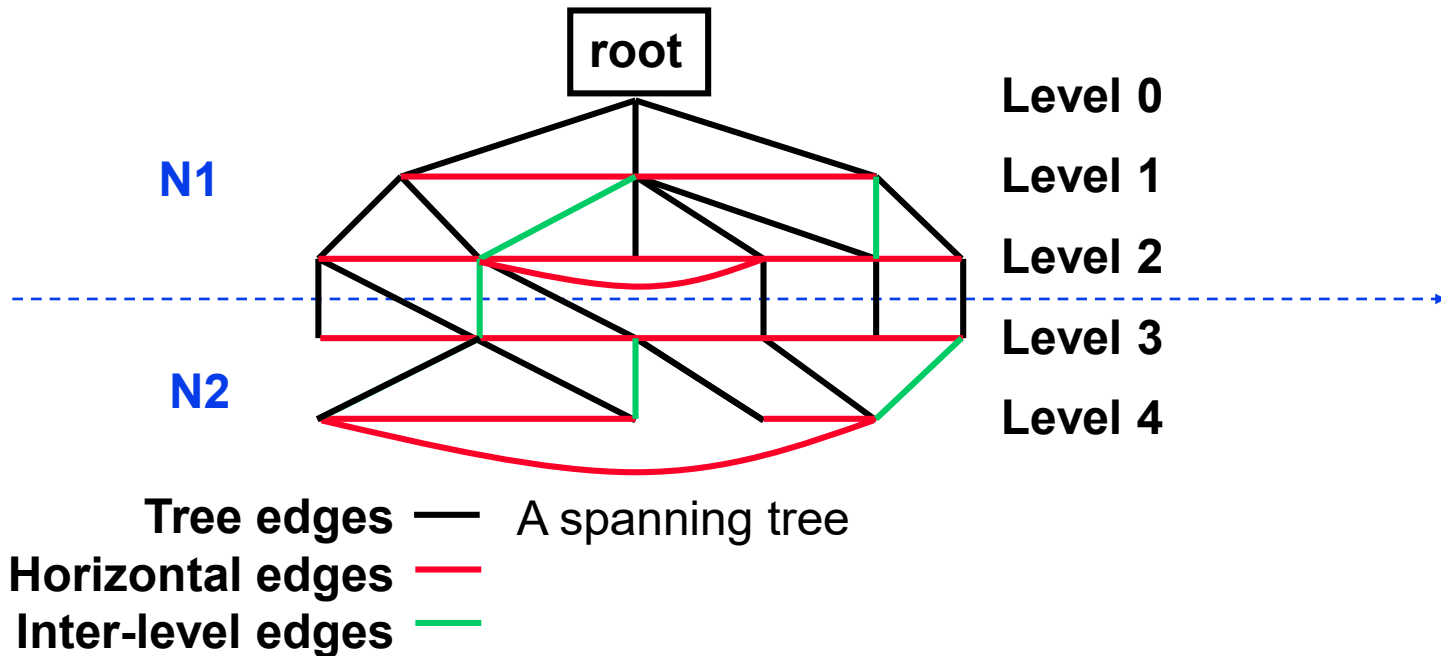 root
Level 0
N1
Level 1
Level 2
Level 3
N2
Level 4
Tree edges A spanning tree
Horizontal edges
Inter-level edges